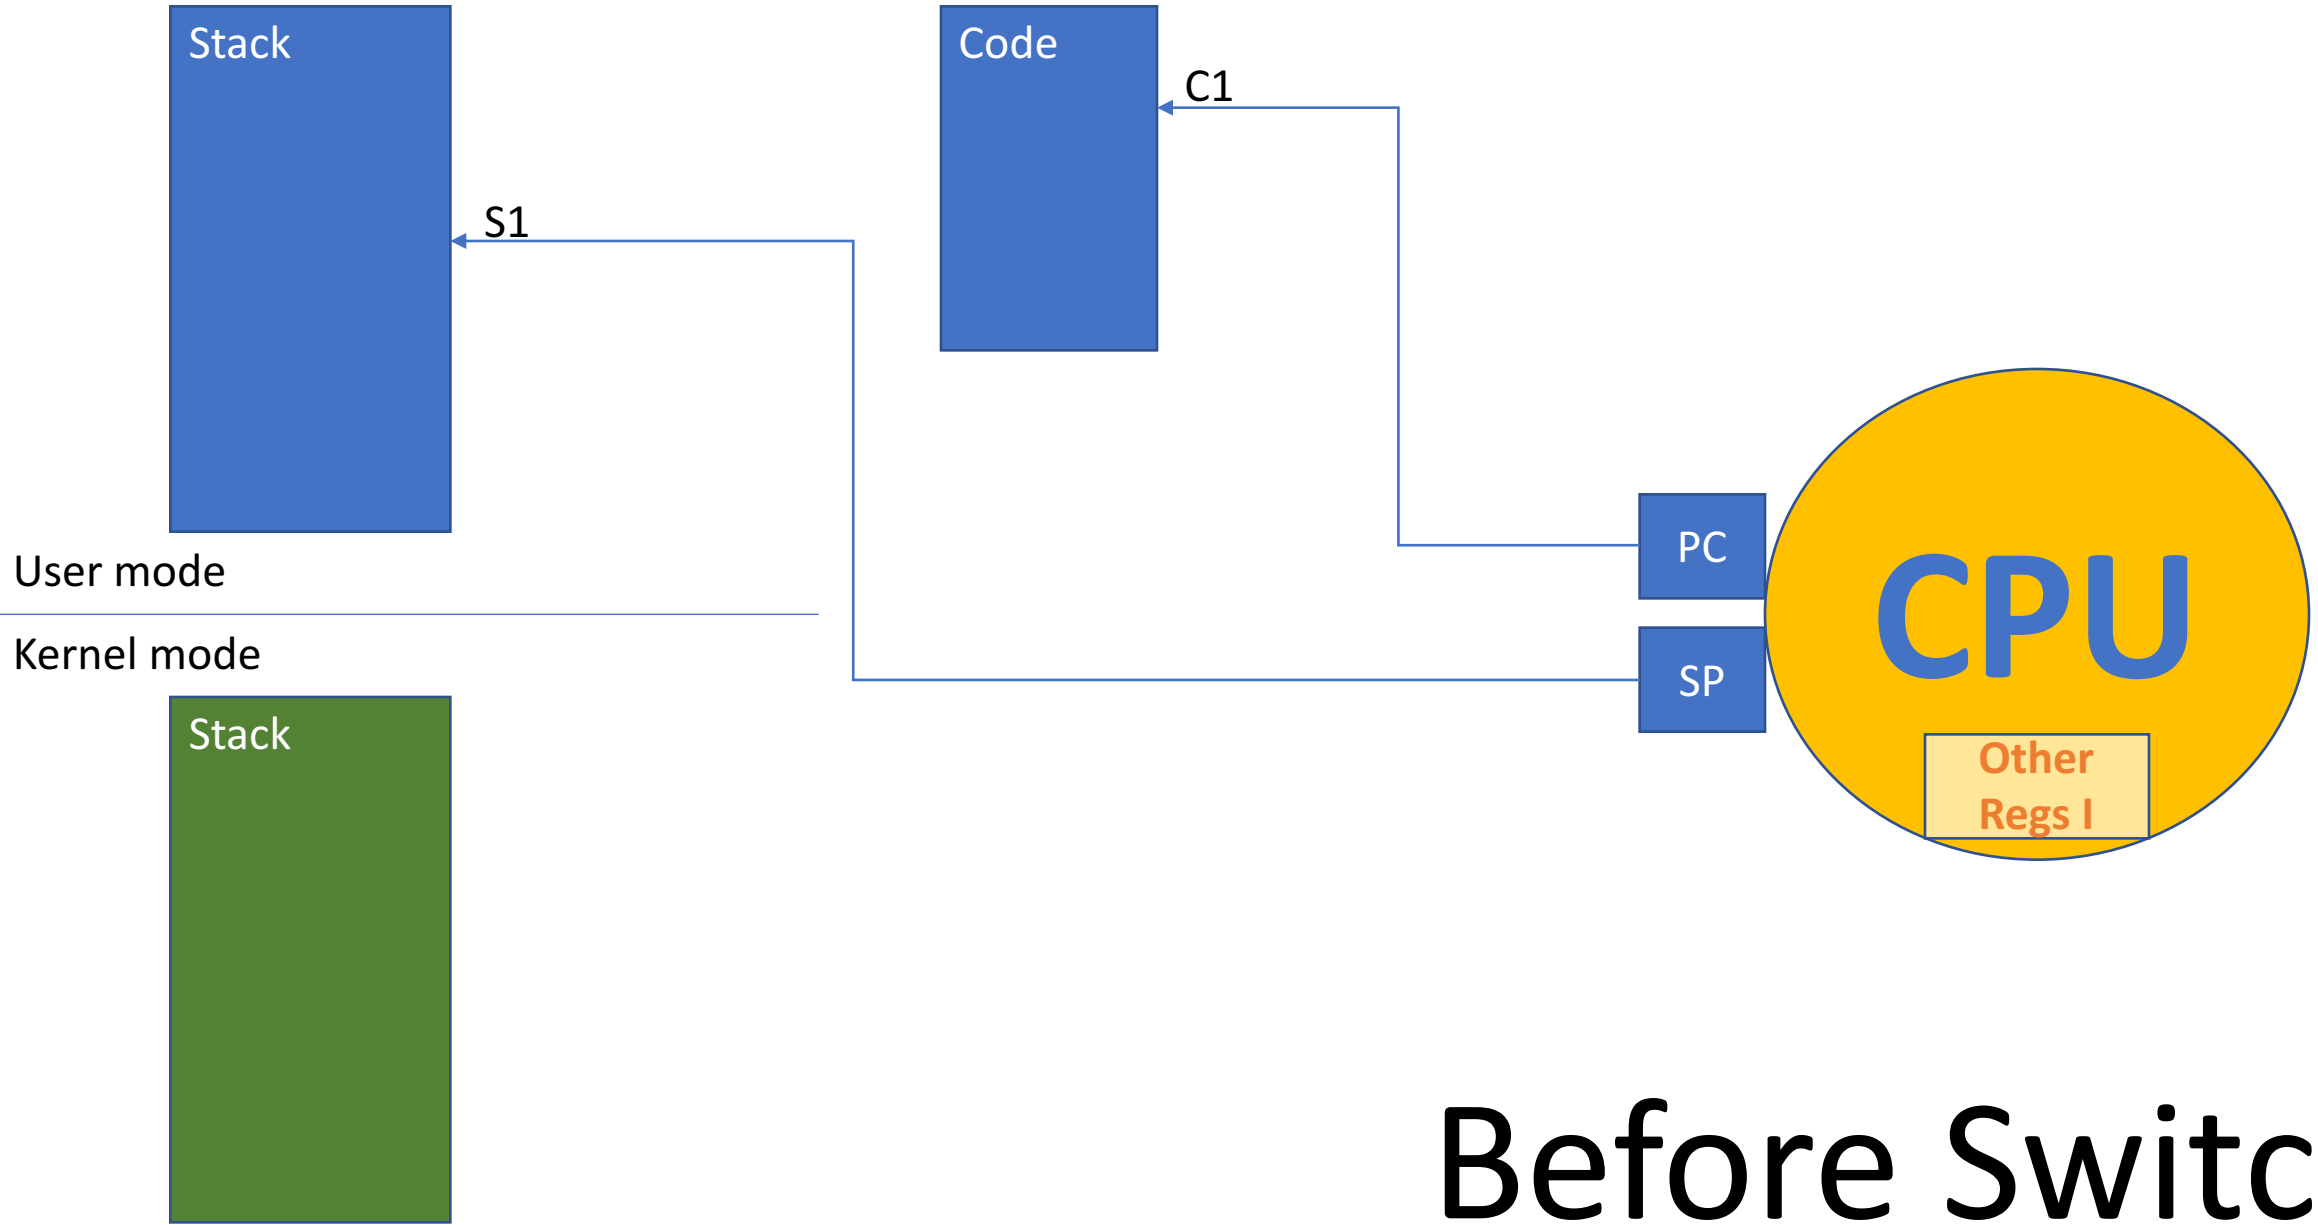 Stack
Code
C1
S1
PC
User mode
CPU
Kernel mode
SP
Stack
Other
Regs I
Before Switc